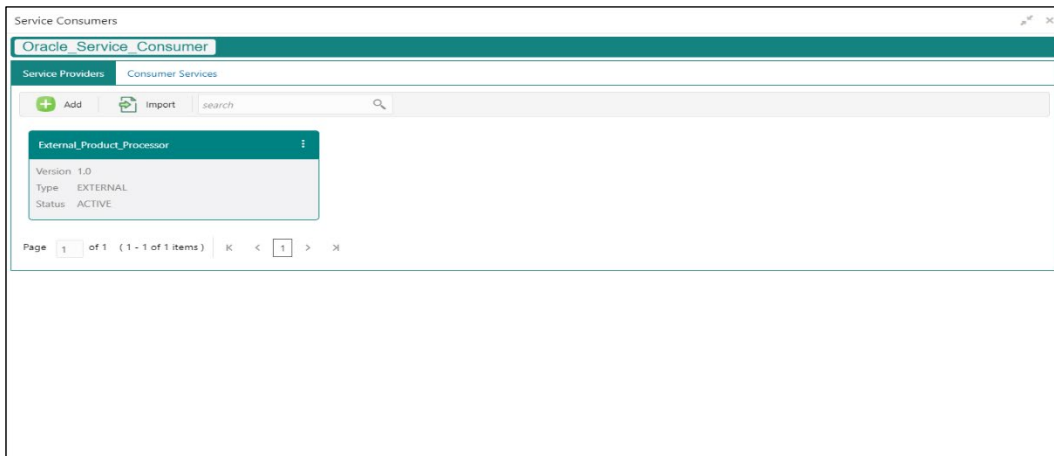 Service Consumers
Oracle_Service_Consumer
Service Providers Consumer Services
Add Import search
External_Product_Processor
Version 1.0
Type EXTERNAL
Status ACTIVE
Page 1 of 1 (1 - 1 of 1 items) K < 1 > >|